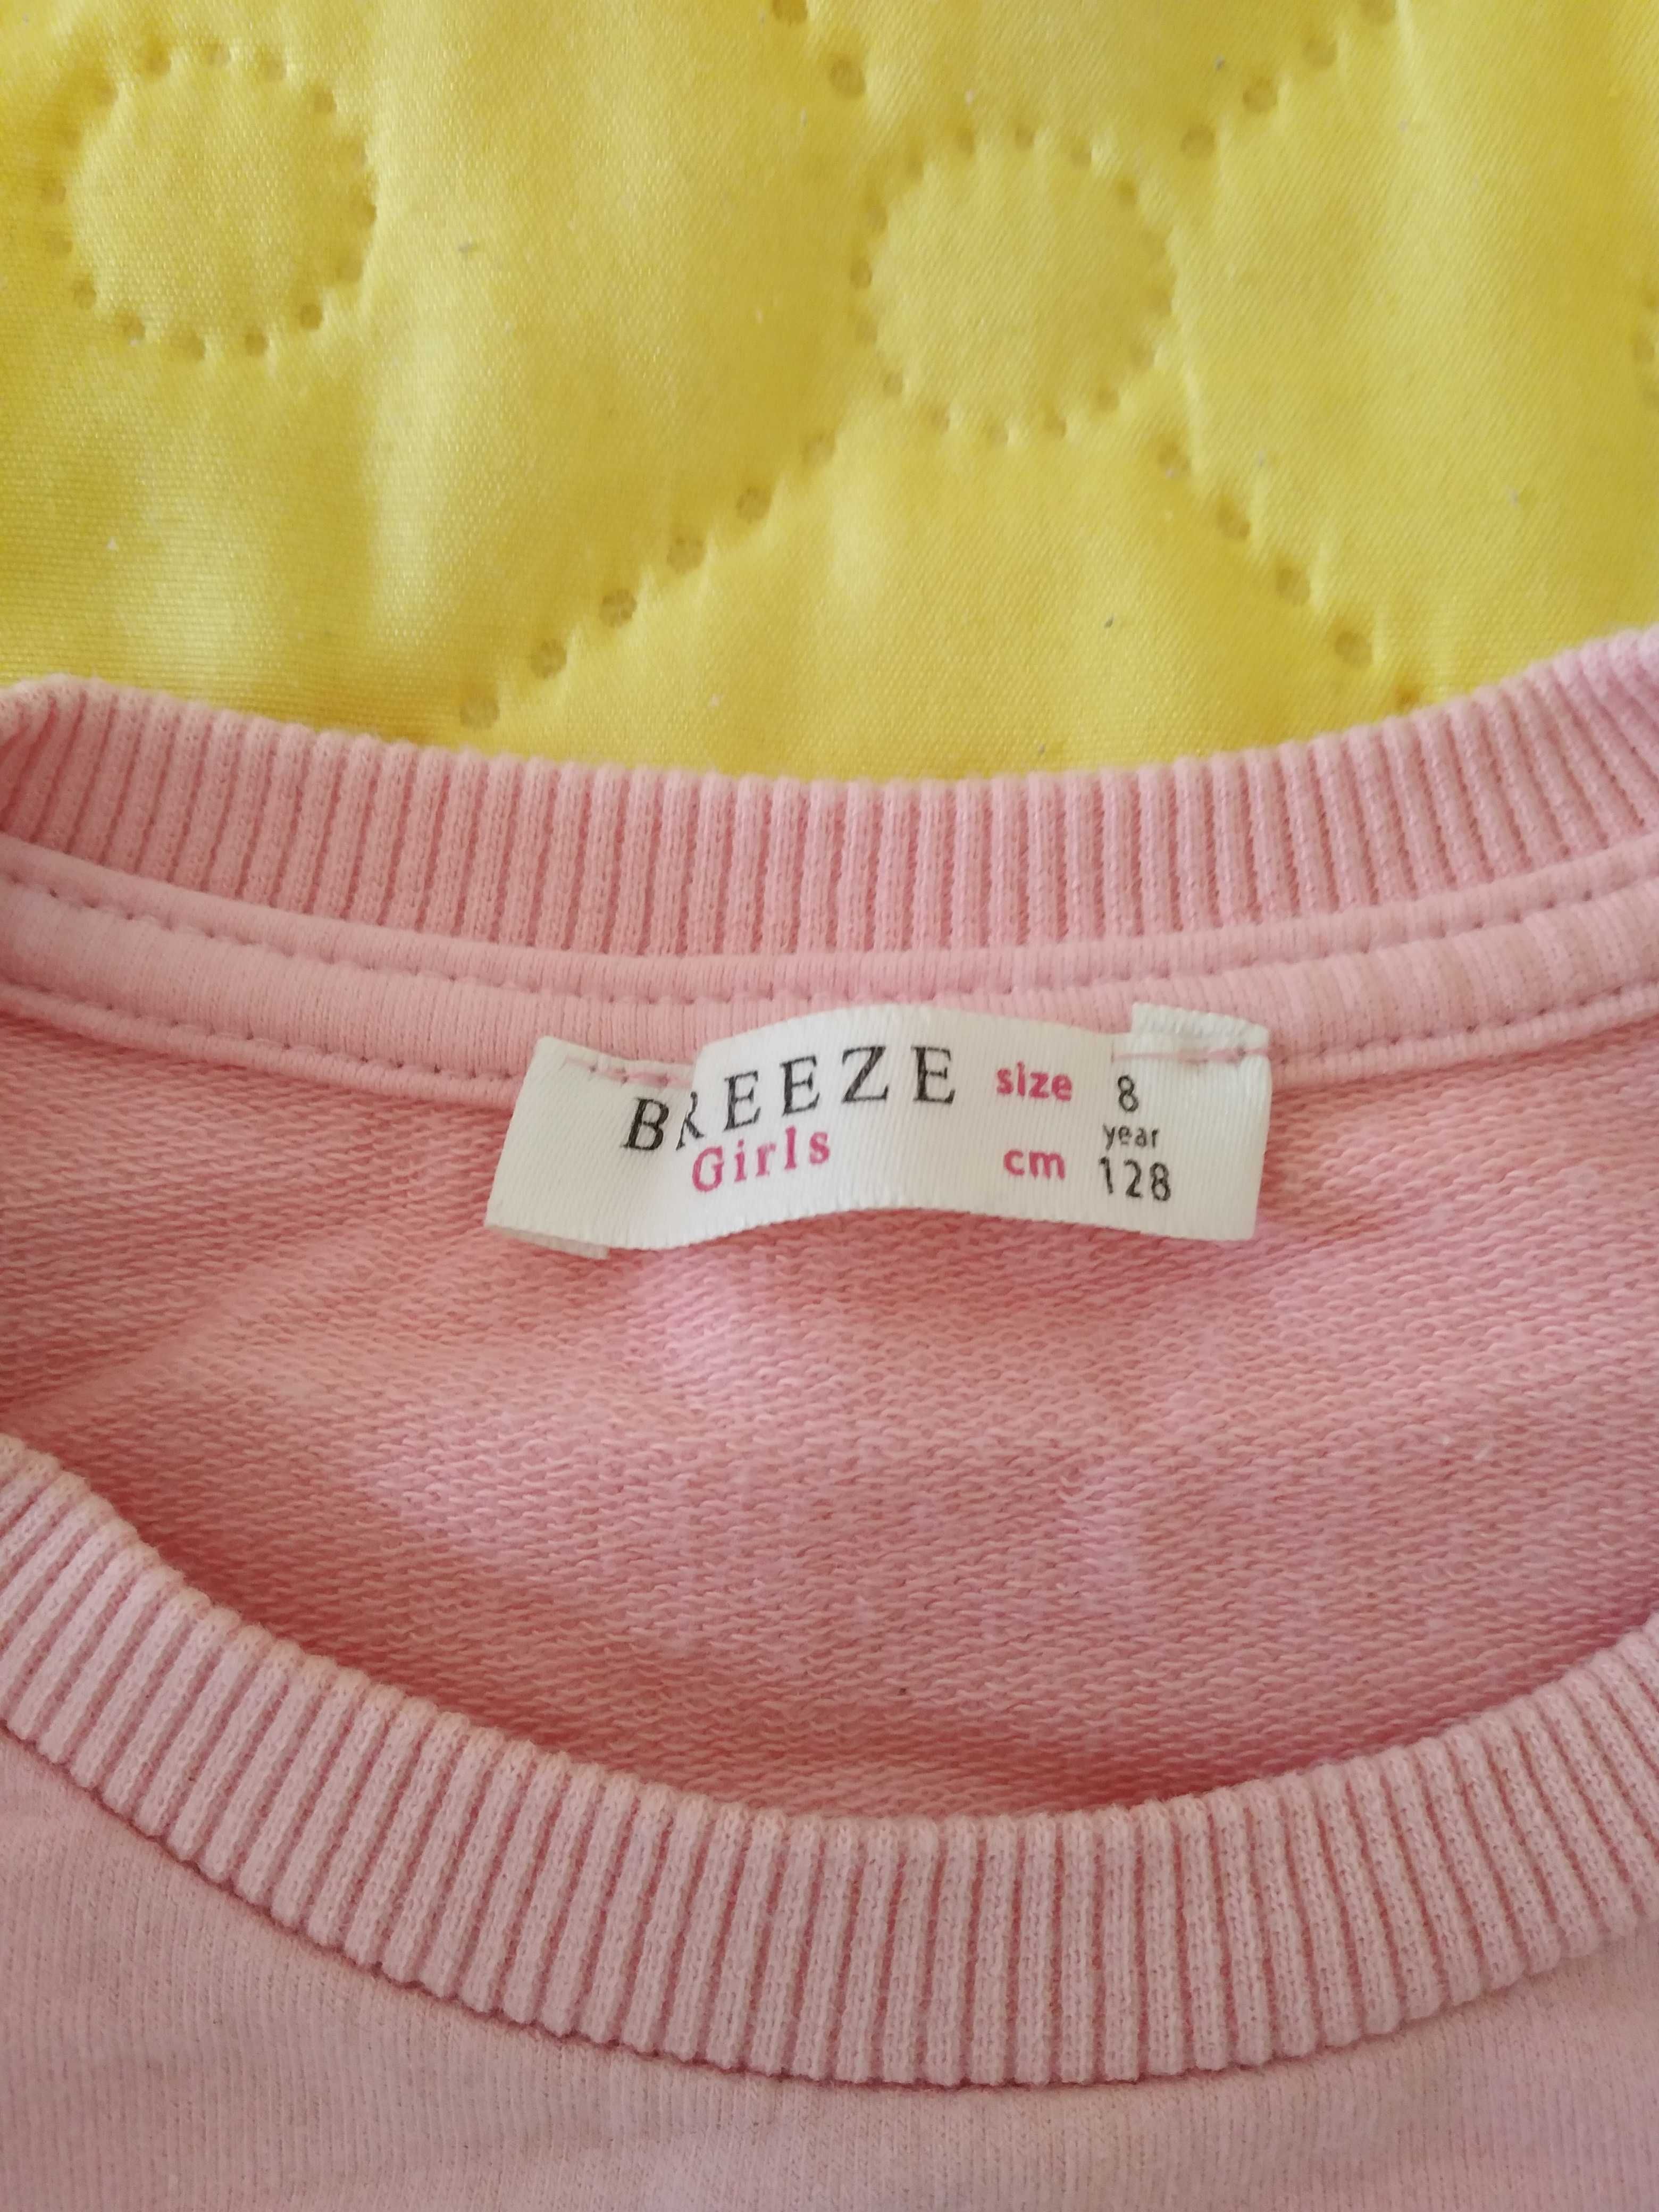 BREEZE
Girls
size 8
year
cm 128